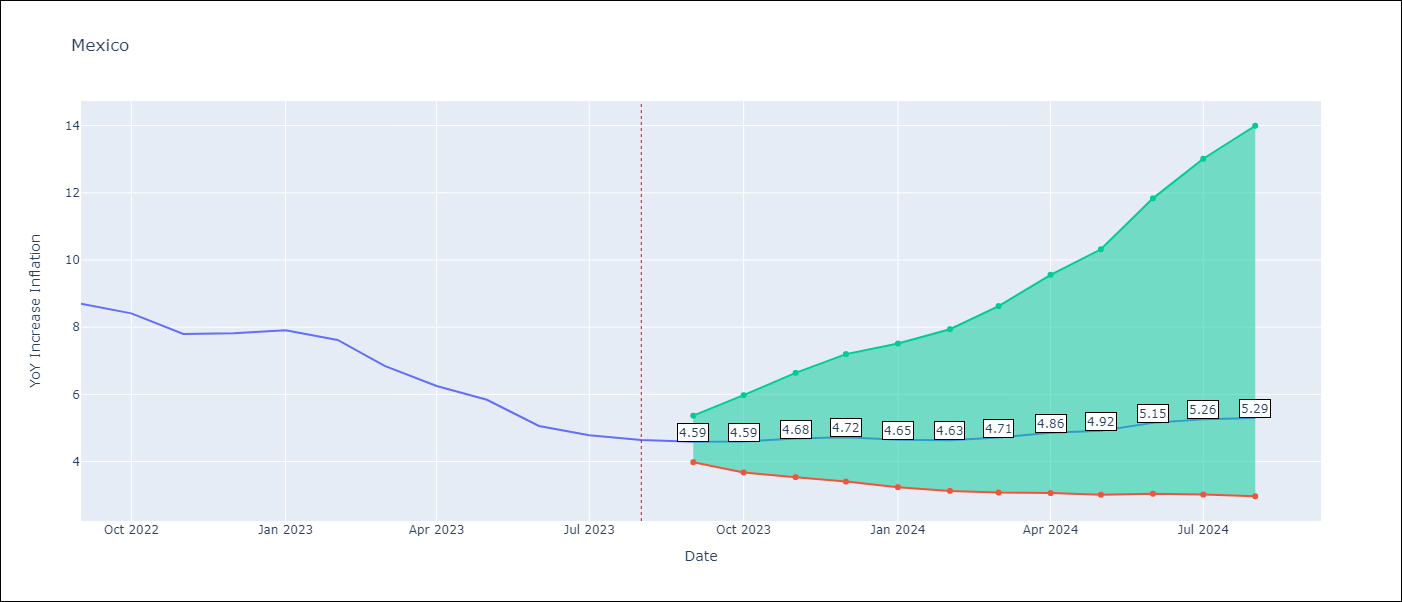 Mexico
YoY Increase Inflation
14
12
10
8
6
4
4.59
4.59
4.68
4.72
4.65
4.63
4.71
4.86
4.92
5.15
5.26
5.29
Oct 2022
Jan 2023
Apr 2023
Jul 2023
Oct 2023
Jan 2024
Apr 2024
Jul 2024
Date